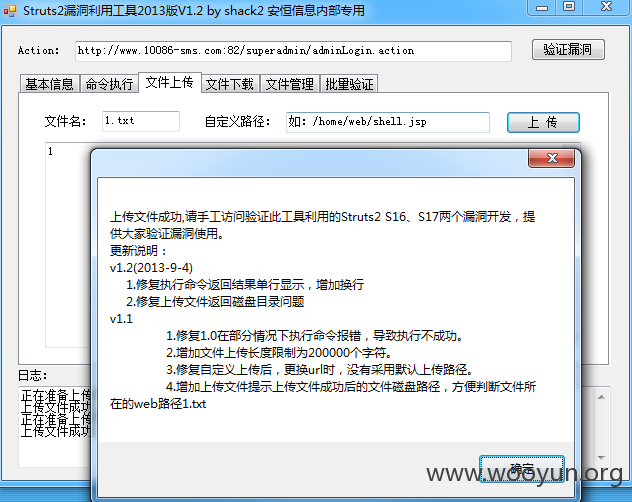 Struts2漏洞利用工具2013版V1.2 by shack2 安恒信息内部专用
Action: http://www.10086-sms.com:82/superadmin/adminLogin.action 验证漏洞
基本信息 命令执行 文件上传 文件下载 文件管理 批量验证
文件名: 1.txt 自定义路径: 如: /home/web/shell.jsp 上 传
1
上传文件成功,请手工访问验证此工具利用的Struts2 S16、S17两个漏洞开发，提
供大家验证漏洞使用。
更新说明：
v1.2(2013-9-4)
1.修复执行命令返回结果单行显示，增加换行
2.修复上传文件返回磁盘目录问题
v1.1
1.修复1.0在部分情况下执行命令报错，导致执行不成功。
2.增加文件上传长度限制为200000个字符。
3.修复自定义上传后，更换url时，没有采用默认上传路径。
4.增加上传文件提示上传文件成功后的文件磁盘路径，方便判断文件所
在的web路径1.txt
确定
日志:
正在准备上传
上传文件成功
正在准备上传
上传文件成功
www.wooyun.org